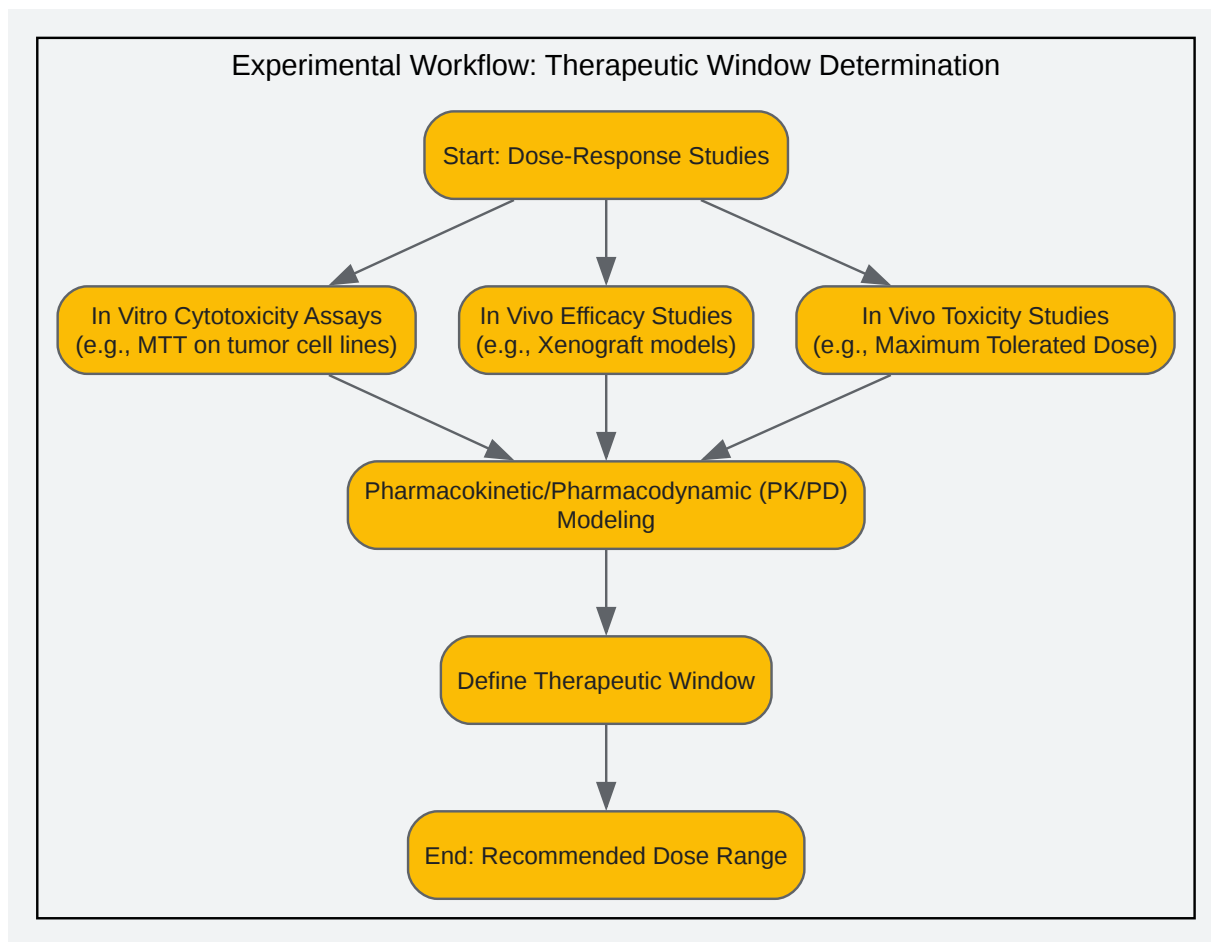 Experimental Workflow: Therapeutic Window Determination
Start: Dose-Response Studies
In Vitro Cytotoxicity Assays
(e.g., MTT on tumor cell lines)
In Vivo Efficacy Studies
(e.g., Xenograft models)
In Vivo Toxicity Studies
(e.g., Maximum Tolerated Dose)
Pharmacokinetic/Pharmacodynamic (PK/PD)
Modeling
Define Therapeutic Window
End: Recommended Dose Range